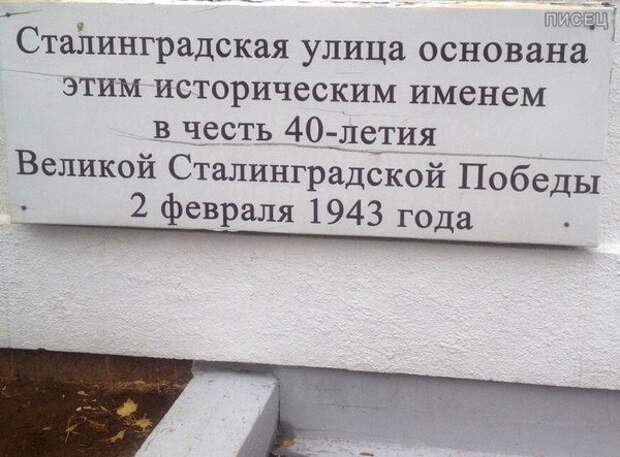 ПИСЕЦ
Сталинградская улица основана
этим историческим именем
в честь 40-летия
Великой Сталинградской Победы
2 февраля 1943 года